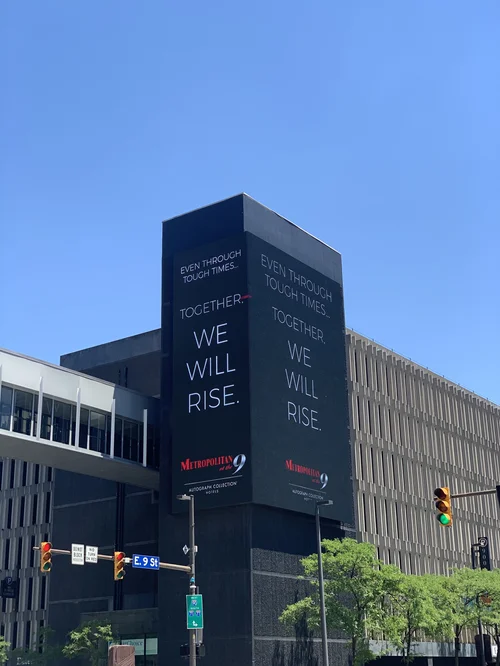 EVEN THROUGH
TOUGH TIMES...
TOGETHER,
WE
WILL
RISE.
METROPOLITAN
at the 9
AUTOGRAPH COLLECTION
HOTELS
EVEN THROUGH
TOUGH TIMES...
TOGETHER,
WE
WILL
RISE.
METROPOLITAN
at the 9
AUTOGRAPH COLLECTION
E. 9 St